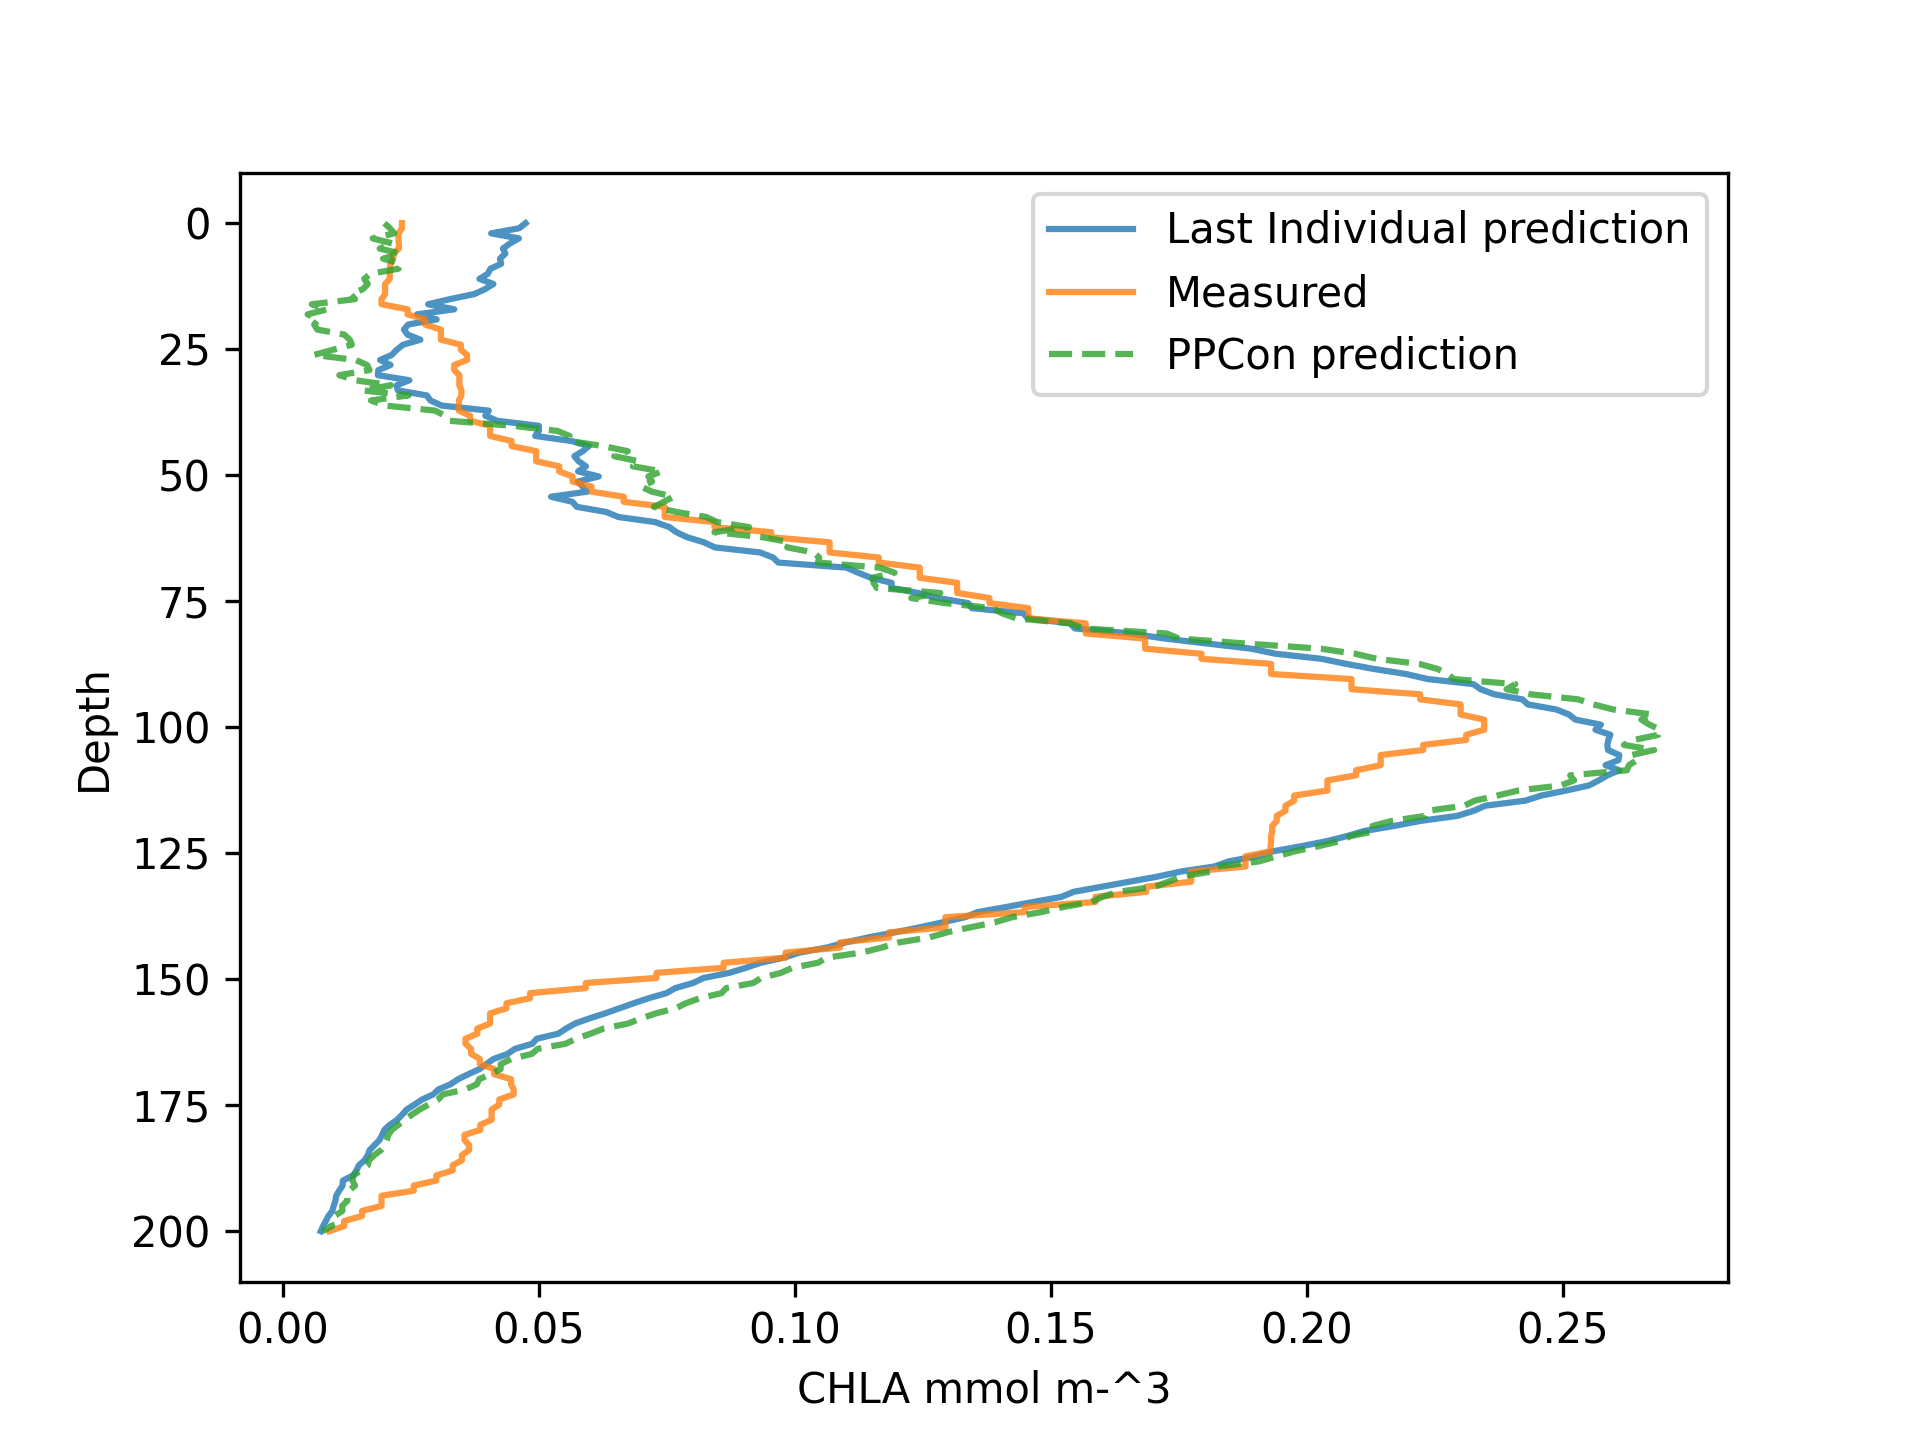 Last Individual prediction
Measured
PPCon prediction
Depth
0
25
50
75
100
125
150
175
200
0.00 0.05 0.10 0.15 0.20 0.25
CHLA mmol m-^3